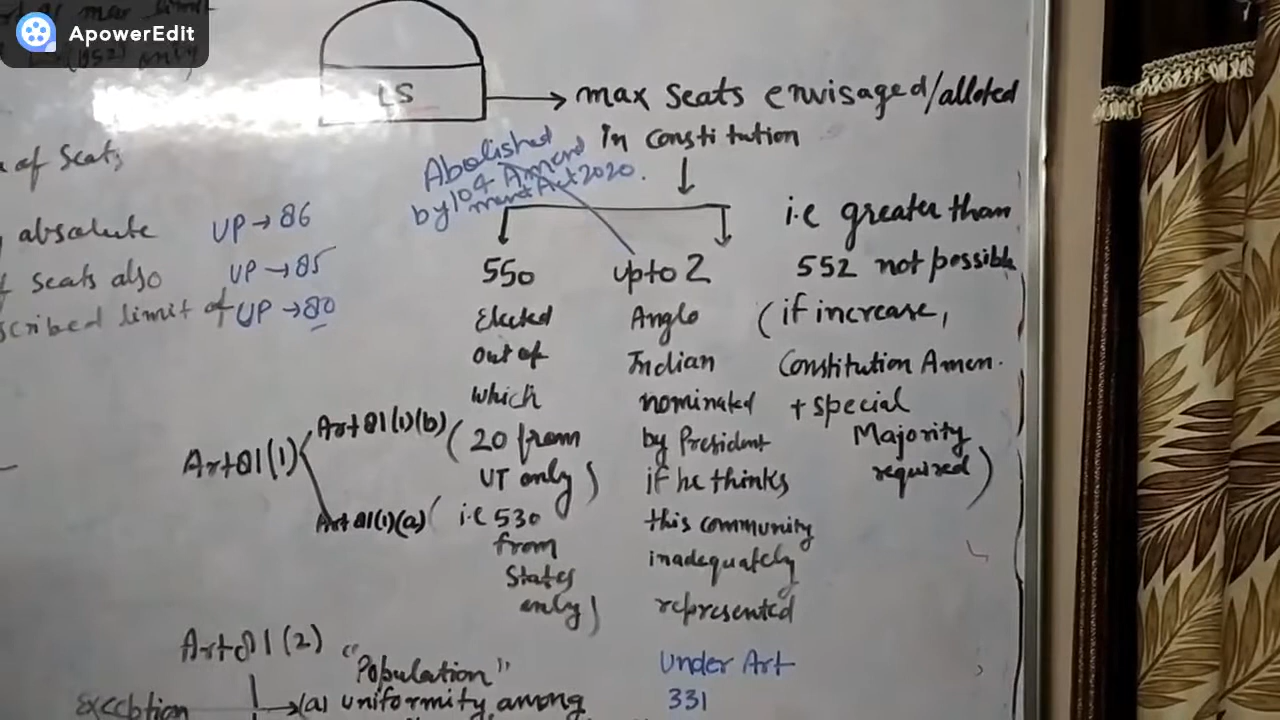 ApowerEdit
LS
max seats envisaged/alloted
in constitution
Abolished
by 104 Amend
ment Act 2020.
of Seats
absolute
seats also
scribed limit of
UP → 86
UP → 85
UP → 80
i.e greater than
552 not possible
(if increase,
Constitution Amen.
+ special
Majority
required)
550
Elected
out of
which
(20 from
UT only)
(i.e 530
from
States
only)
upto 2
Anglo
Indian
nominated
by President
if he thinks
this community
inadequately
represented
Under Art
331
Art 81(1)
Art 81(1)(b)
Art 81(1)(a)
Art 81(2)
"Population"
(a) uniformity among
Exception